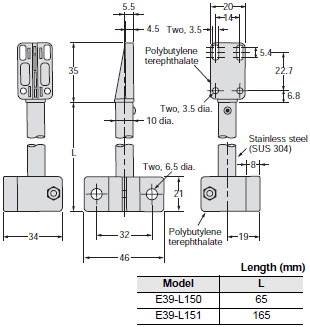 5.5
4.5
Two, 3.5
20
14
Polybutylene
terephthalate
5.4
35
22.7
6.8
Two, 3.5 dia.
10 dia.
L
Stainless steel
(SUS 304)
8
Two, 6.5 dia.
21
34
32
46
Polybutylene
terephthalate
19
Length (mm)
Model L
E39-L150 65
E39-L151 165